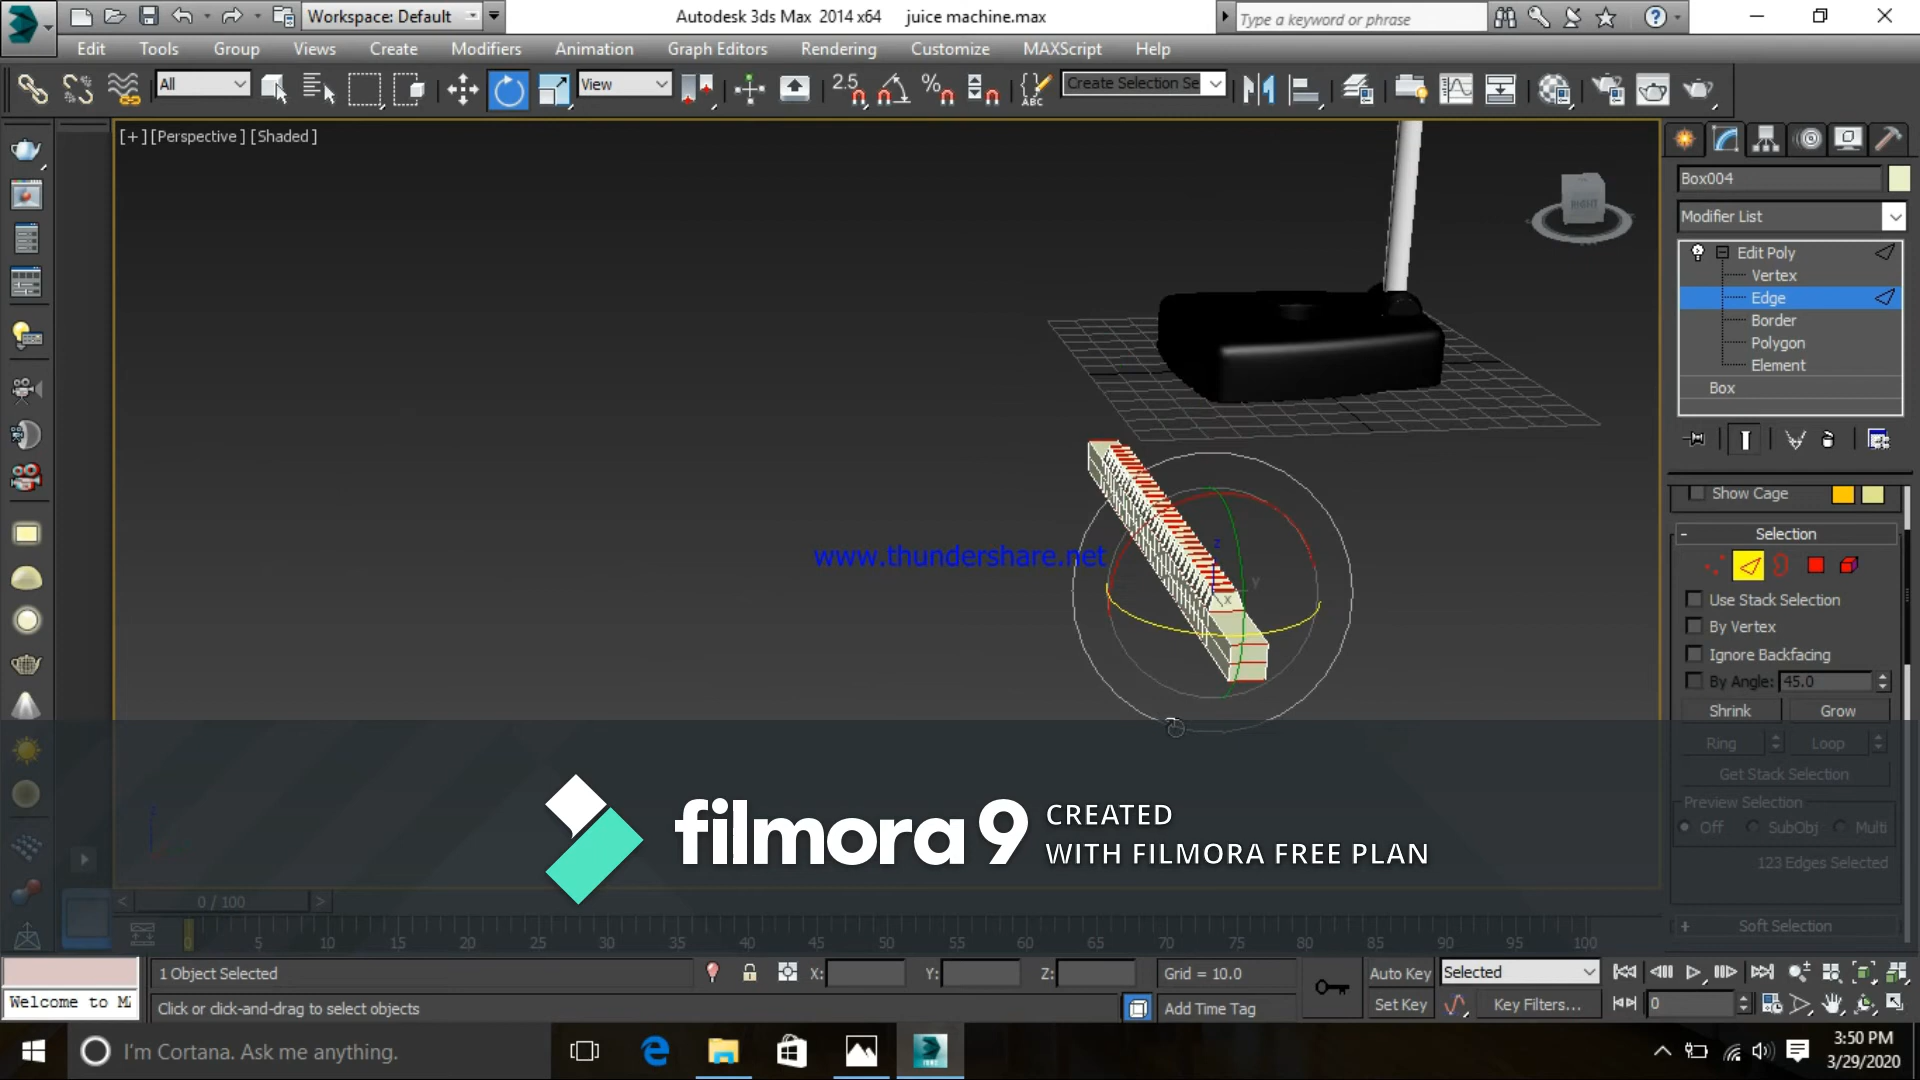 Workspace: Default
Autodesk 3ds Max 2014 x64 juice machine.max
Type a keyword or phrase
Edit Tools Group Views Create Modifiers Animation Graph Editors Rendering Customize MAXScript Help
All
View
2.5
%
ABC
Create Selection Se
[+] [Perspective ] [Shaded ]
RIGHT
Box004
Modifier List
Edit Poly
Vertex
Edge
Border
Polygon
Element
Box
Show Cage
Selection
Use Stack Selection
By Vertex
Ignore Backfacing
By Angle: 45.0
Shrink Grow
Ring Loop
Get Stack Selection
Preview Selection
Off SubObj Multi
123 Edges Selected
Soft Selection
z
y
x
www.thundershare.net
filmora 9 CREATED
WITH FILMORA FREE PLAN
0 / 100
0 5 10 15 20 25 30 35 40 45 50 55 60 65 70 75 80 85 90 95 100
1 Object Selected
X: Y: Z:
Grid = 10.0
Auto Key
Selected
Welcome to M
Click or click-and-drag to select objects
Add Time Tag
Set Key
Key Filters...
0
I'm Cortana. Ask me anything.
3:50 PM
3/29/2020